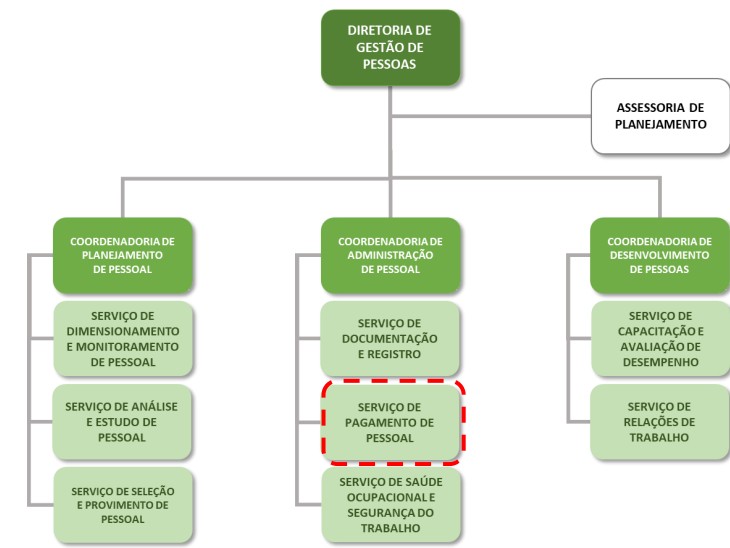 DIRETORIA DE
GESTÃO DE
PESSOAS
ASSESSORIA DE
PLANEJAMENTO
COORDENADORIA DE
PLANEJAMENTO
DE PESSOAL
SERVIÇO DE
DIMENSIONAMENTO
E MONITORAMENTO
DE PESSOAL
SERVIÇO DE ANÁLISE
E ESTUDO DE
PESSOAL
SERVIÇO DE SELEÇÃO
E PROVIMENTO DE
PESSOAL
COORDENADORIA DE
ADMINISTRAÇÃO
DE PESSOAL
SERVIÇO DE
DOCUMENTAÇÃO
E REGISTRO
SERVIÇO DE
PAGAMENTO DE
PESSOAL
SERVIÇO DE SAÚDE
OCUPACIONAL E
SEGURANÇA DO
TRABALHO
COORDENADORIA DE
DESENVOLVIMENTO
DE PESSOAS
SERVIÇO DE
CAPACITAÇÃO E
AVALIAÇÃO DE
DESEMPENHO
SERVIÇO DE
RELAÇÕES DE
TRABALHO